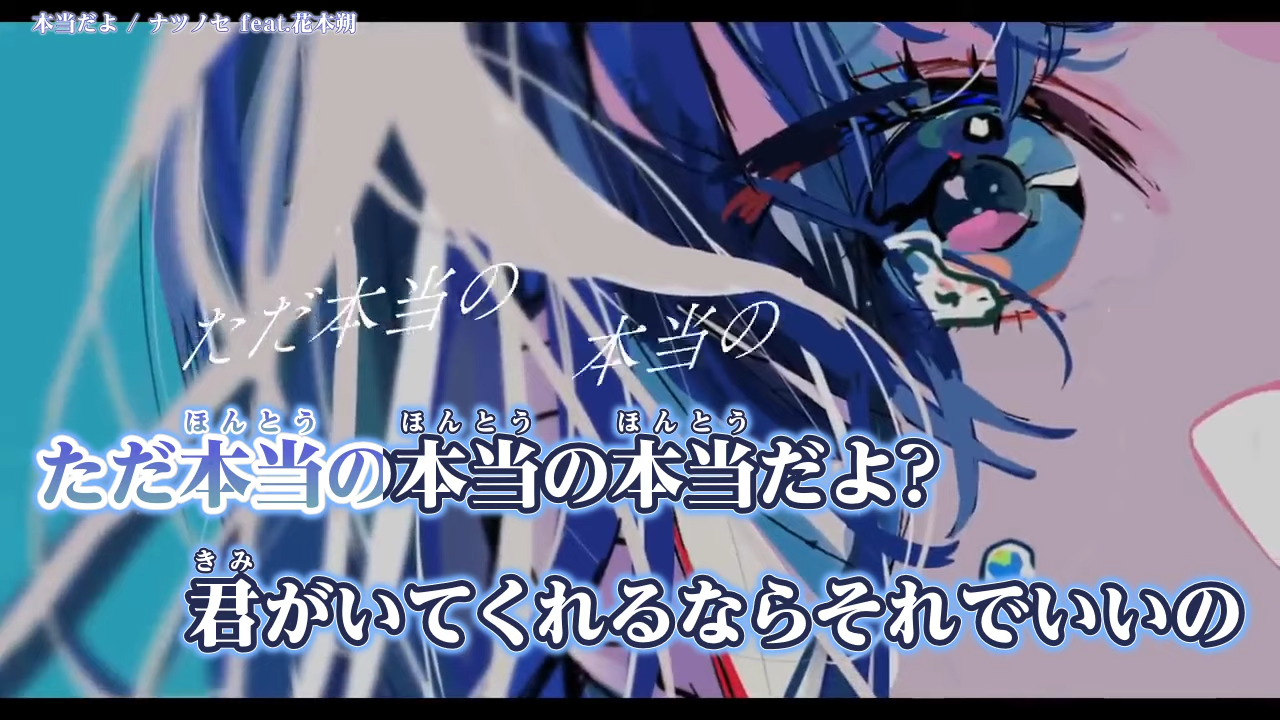 本当だよ / ナツノセ feat.花本朔
ただ本当の
本当の
ほんとう ほんとう ほんとう
ただ本当の本当の本当だよ?
きみ
君がいてくれるならそれでいいの